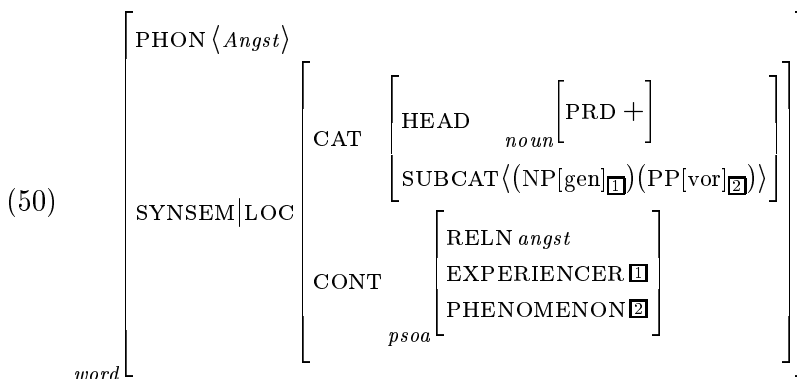 PHON ⟨Angst⟩
HEAD noun[PRD +]
CAT
SUBCAT⟨(NP[gen]1)(PP[vor]2)⟩
(50)
SYNSEM|LOC
RELN angst
CONT EXPERIENCER 1
PHENOMENON 2
psoa
word